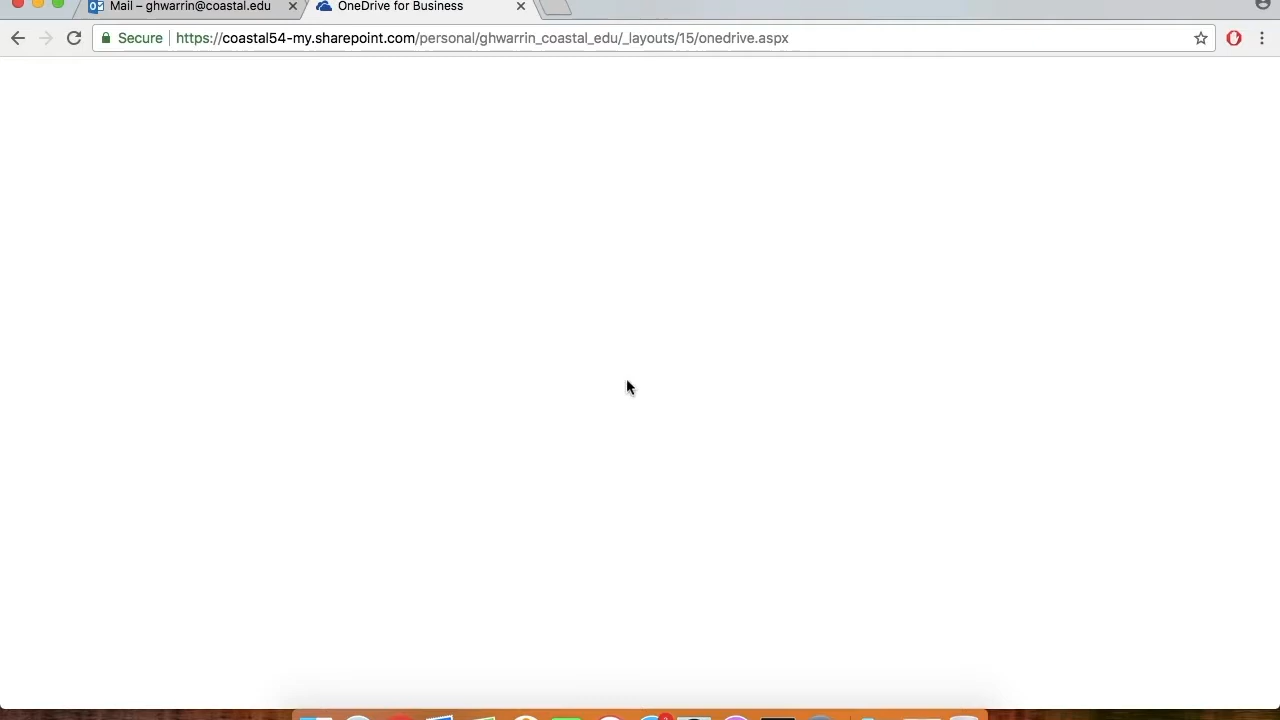 Mail – ghwarrin@coastal.edu
OneDrive for Business
Secure https://coastal54-my.sharepoint.com/personal/ghwarrin_coastal_edu/_layouts/15/onedrive.aspx